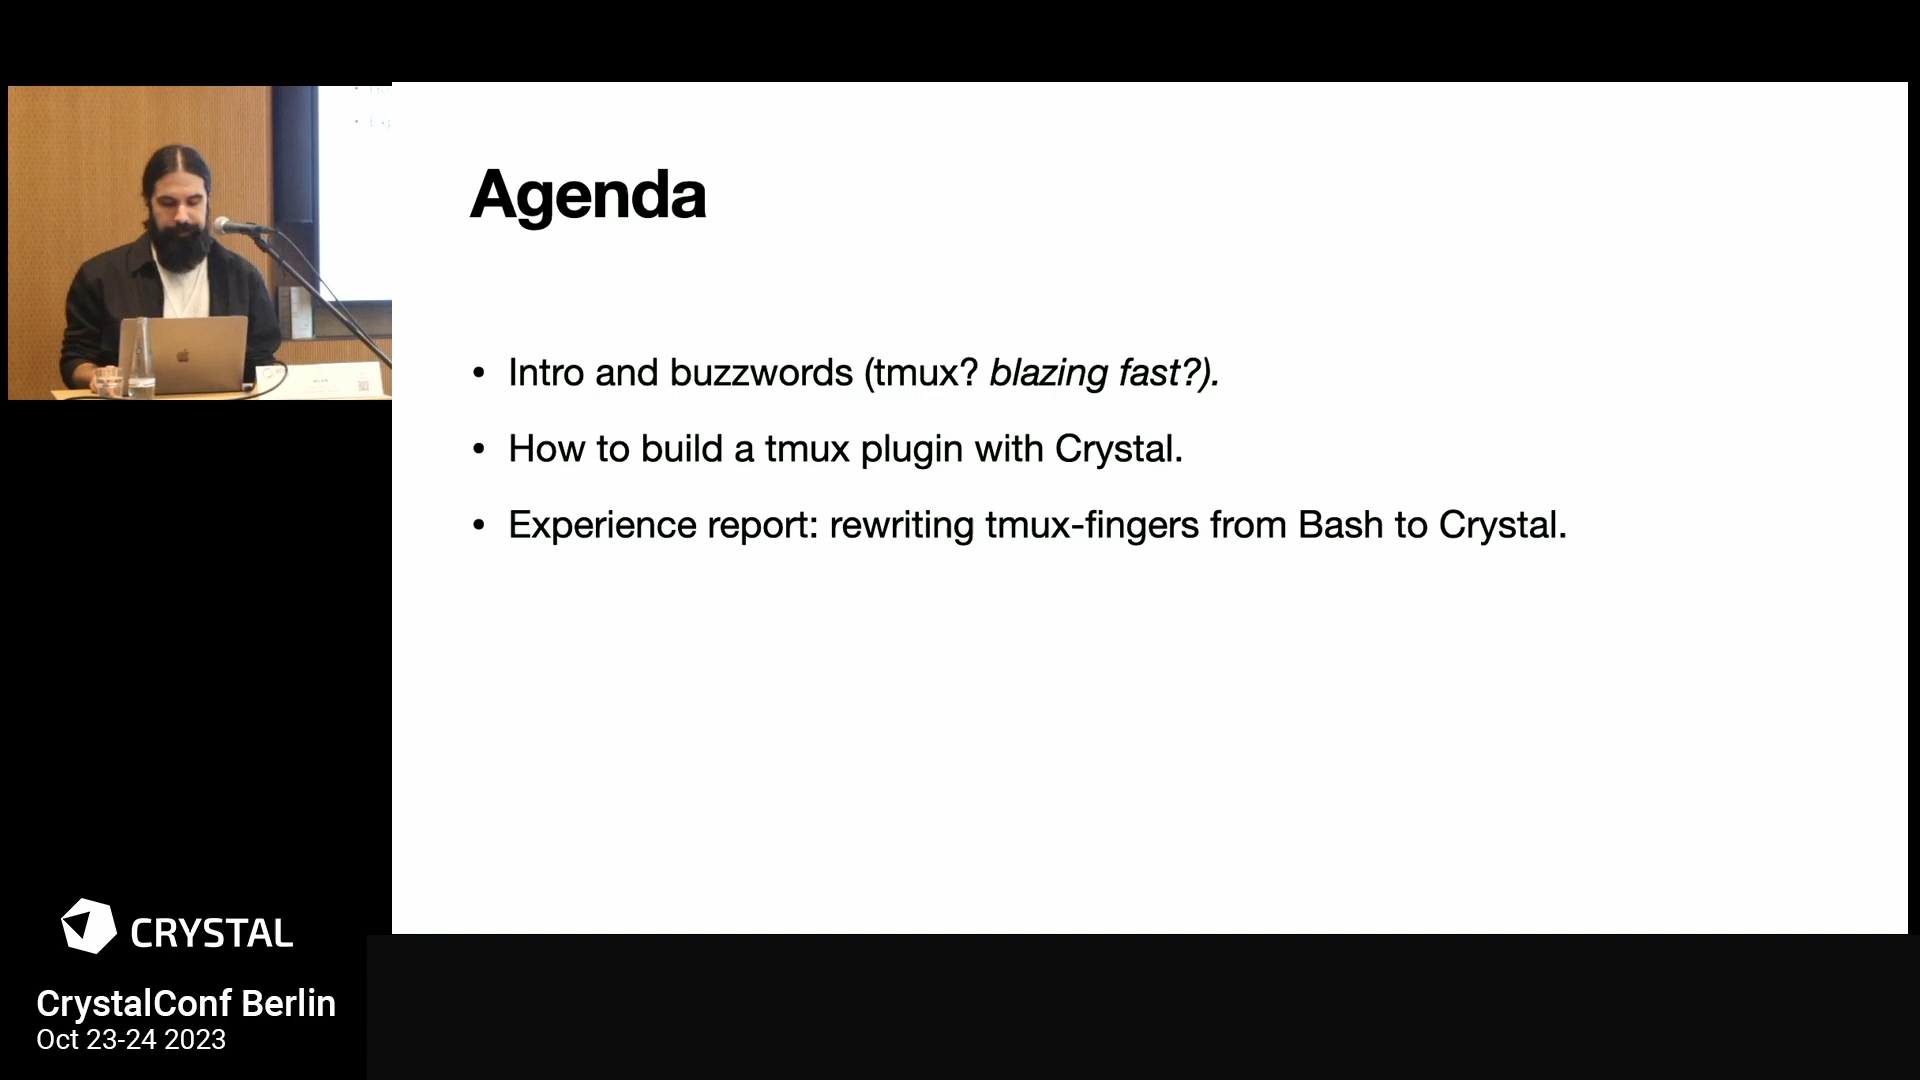 Agenda
• Intro and buzzwords (tmux? blazing fast?).
• How to build a tmux plugin with Crystal.
• Experience report: rewriting tmux-fingers from Bash to Crystal.
CRYSTAL
CrystalConf Berlin
Oct 23-24 2023